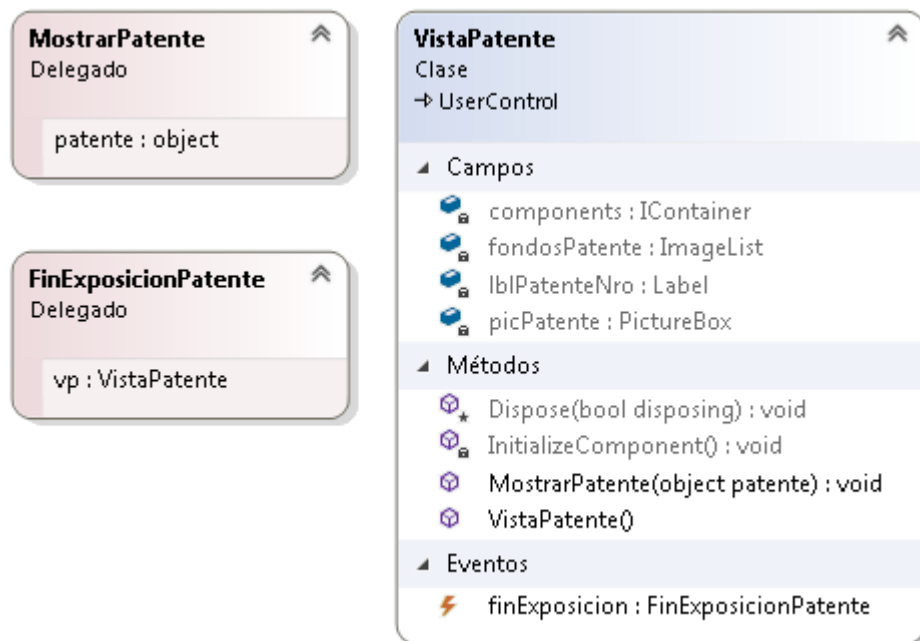 MostrarPatente
Delegado
patente : object
FinExposicionPatente
Delegado
vp : VistaPatente
VistaPatente
Clase
UserControl
Campos
components : IContainer
fondosPatente : ImageList
lblPatenteNro : Label
picPatente : PictureBox
Métodos
Dispose(bool disposing) : void
InitializeComponent() : void
MostrarPatente(object patente) : void
VistaPatente()
Eventos
finExposicion : FinExposicionPatente